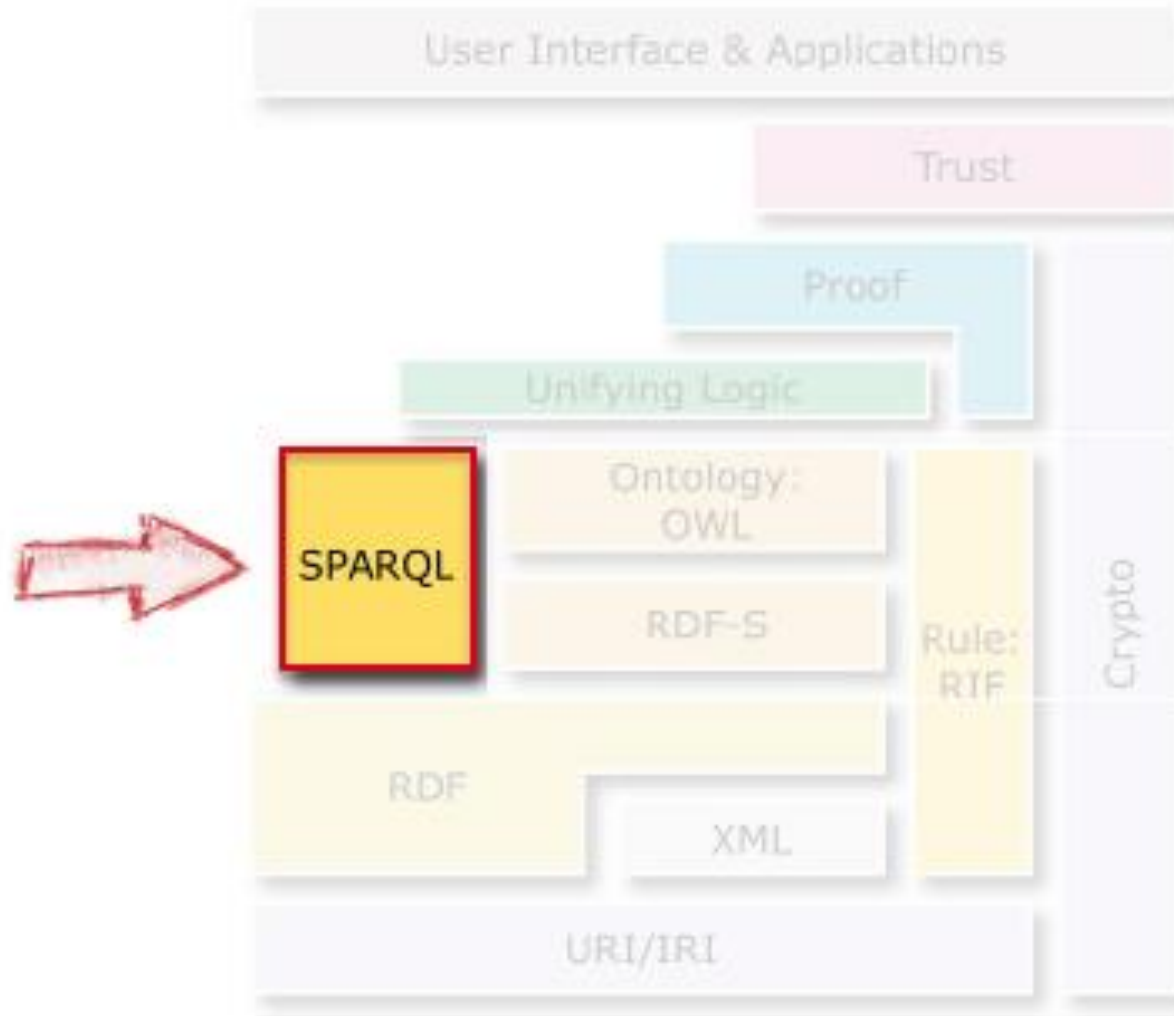 User Interface & Applications
Trust
Proof
Unifying Logic
SPARQL
Ontology:
OWL
RDF-S
Rule:
RIF
Crypto
RDF
XML
URI/IRI